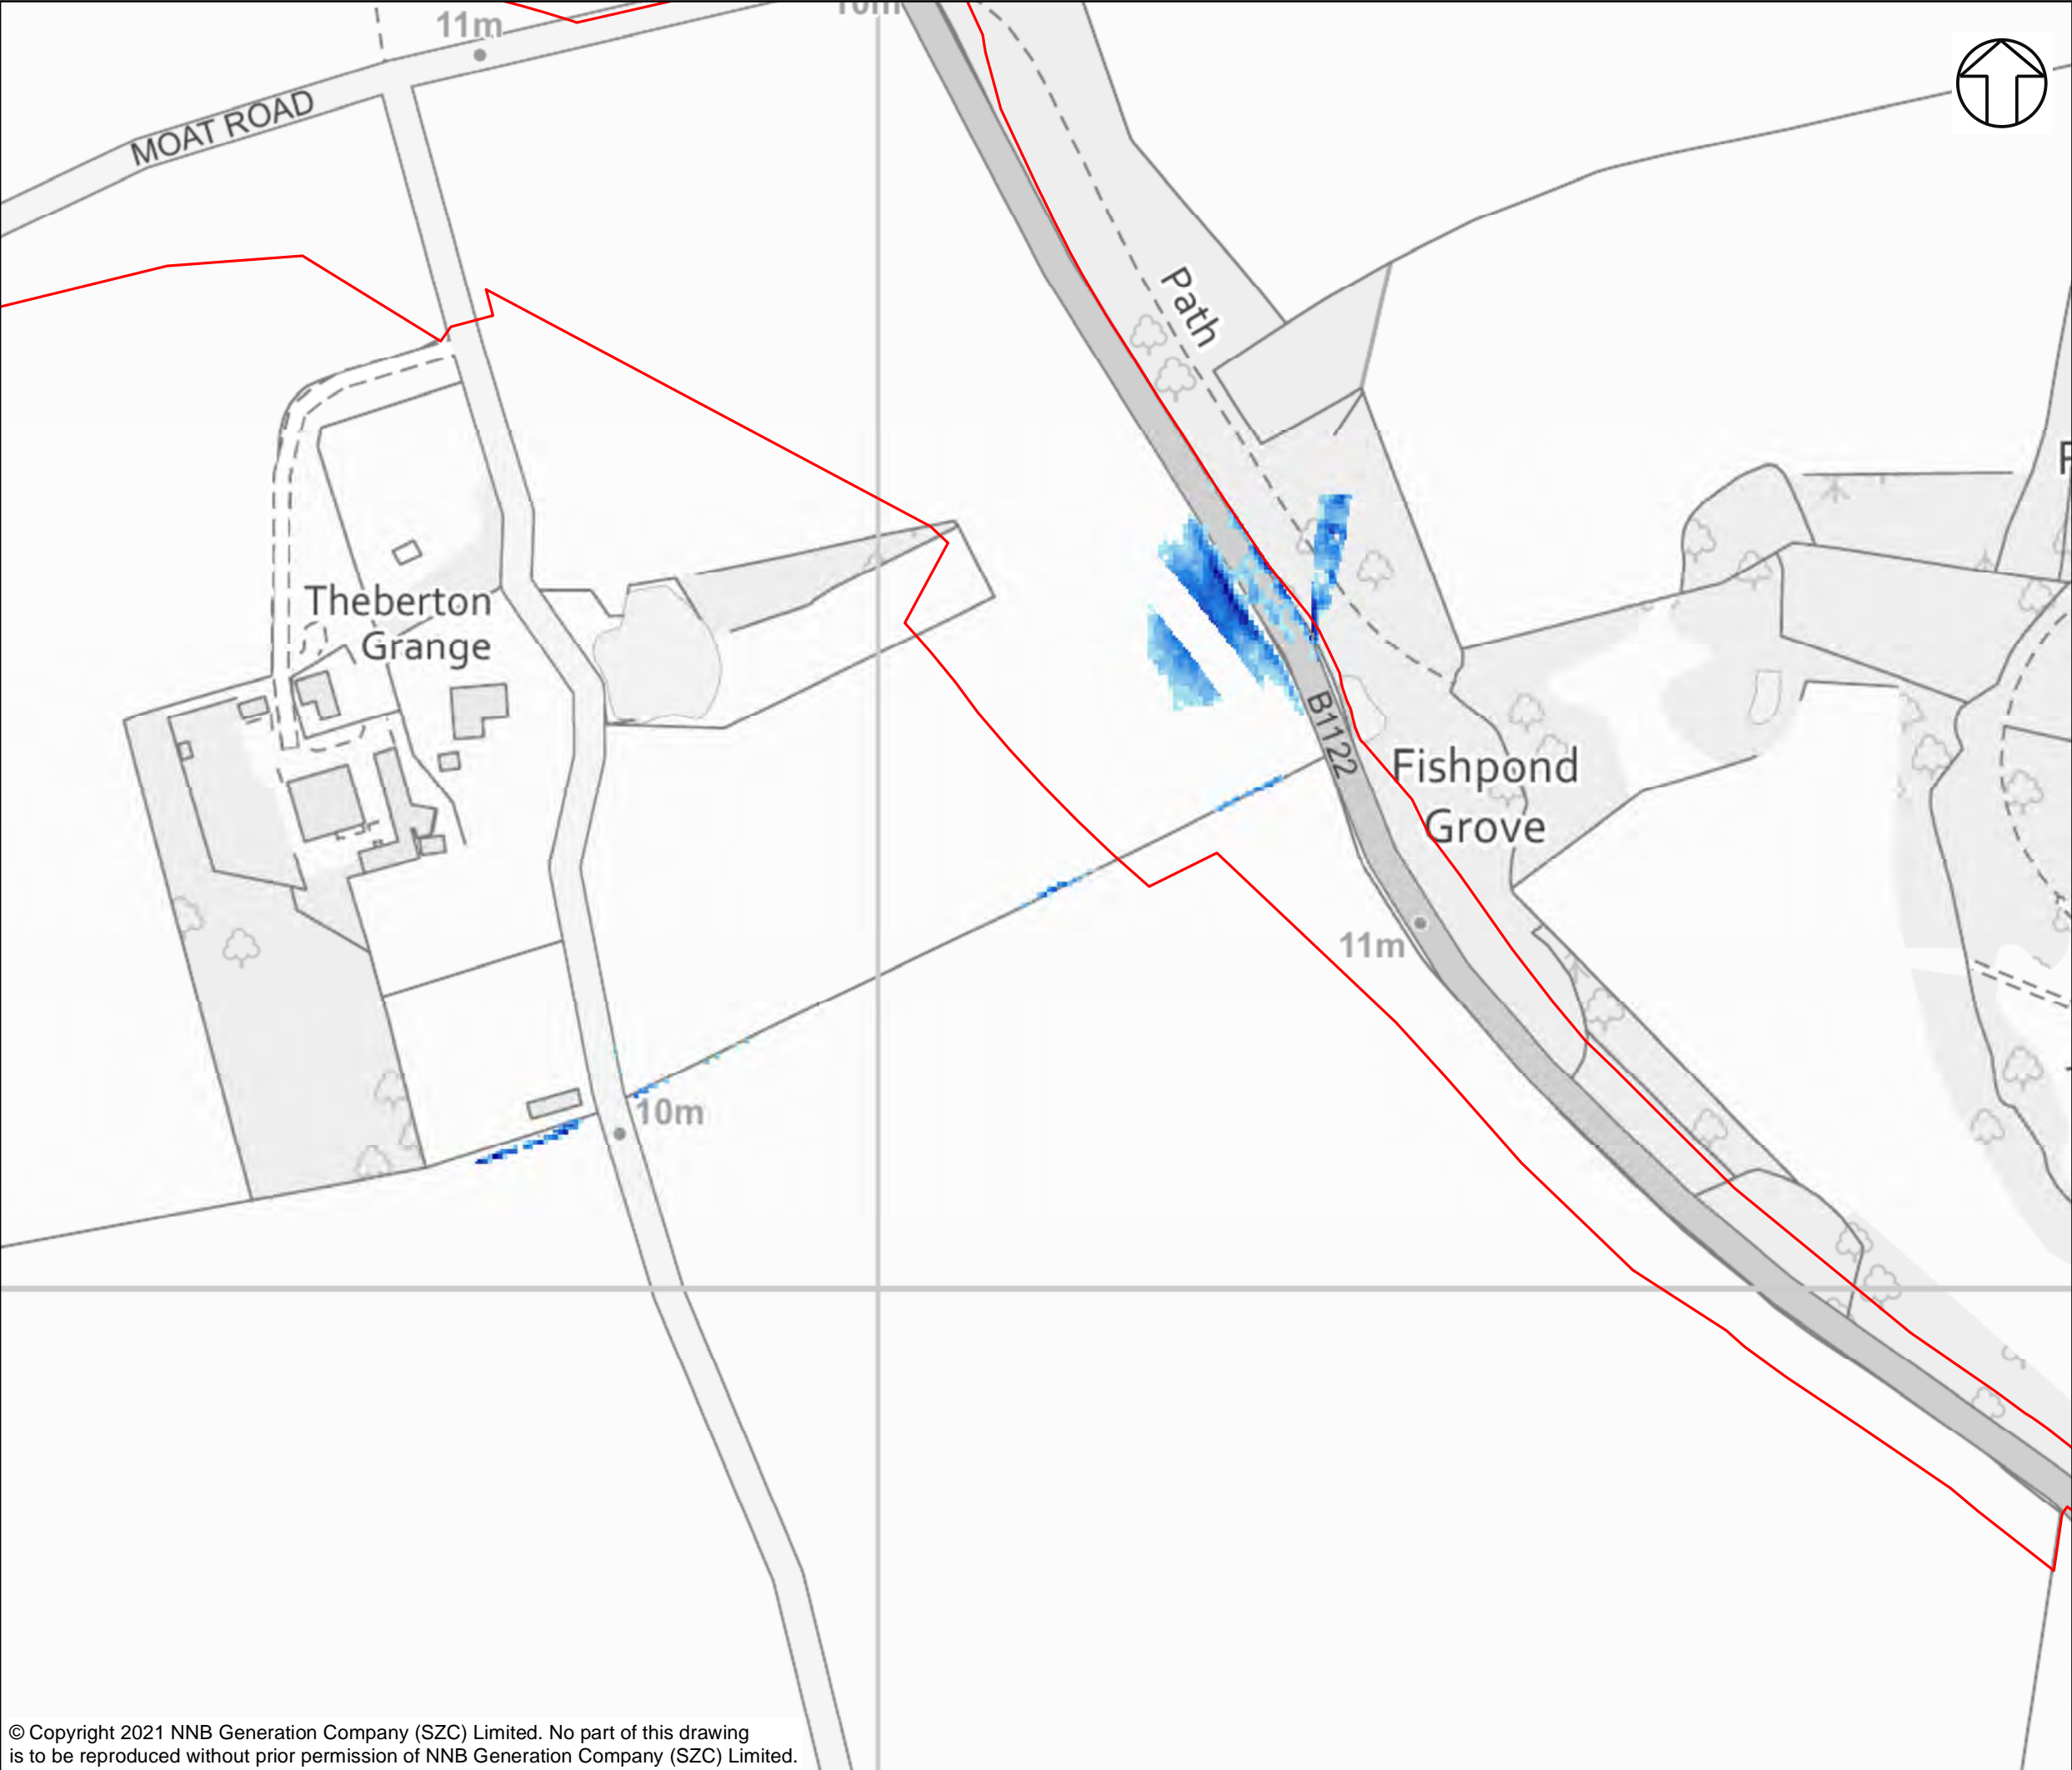 11m
10m
MOAT ROAD
Path
Theberton
Grange
B1122
Fishpond
Grove
11m
10m
© Copyright 2021 NNB Generation Company (SZC) Limited. No part of this drawing
is to be reproduced without prior permission of NNB Generation Company (SZC) Limited.